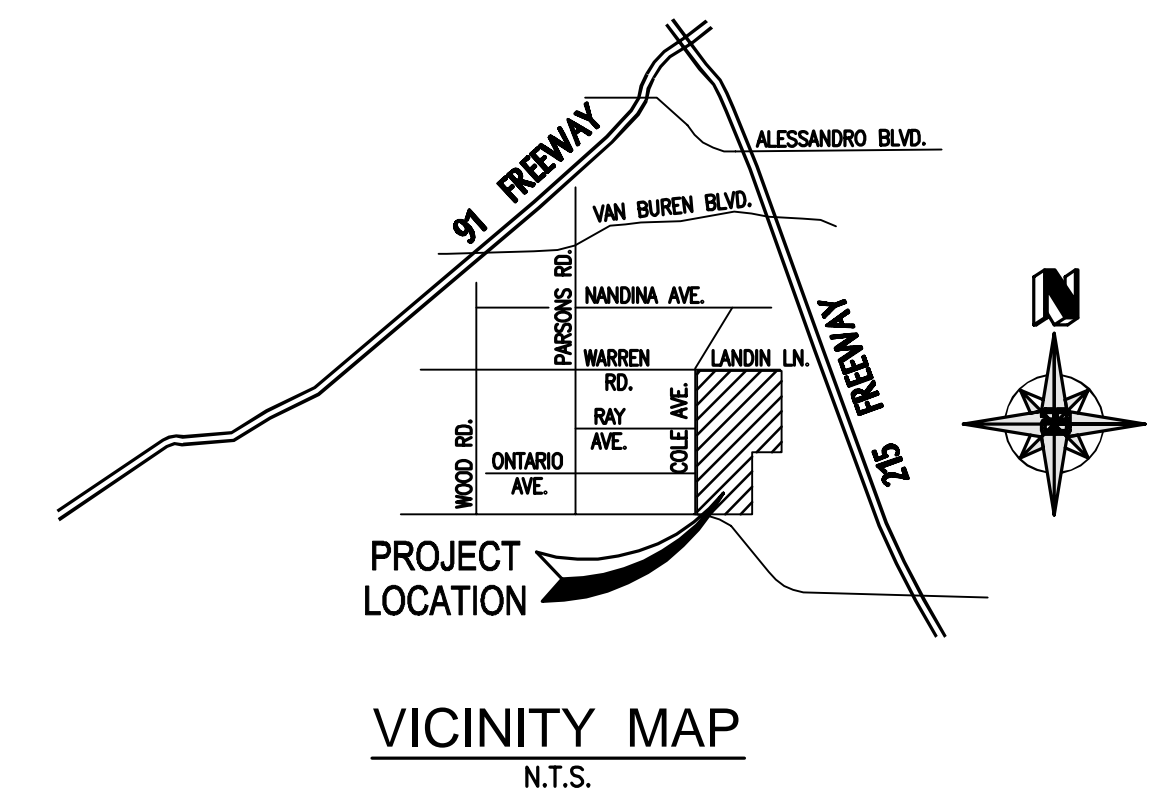 91 FREEWAY
ALESSANDRO BLVD.
VAN BUREN BLVD.
PARSONS RD.
NANDINA AVE.
N
WARREN
RD.
LANDIN LN.
215 FREEWAY
RAY
AVE.
COLE AVE.
WOOD RD.
ONTARIO
AVE.
PROJECT
LOCATION
VICINITY MAP
N.T.S.